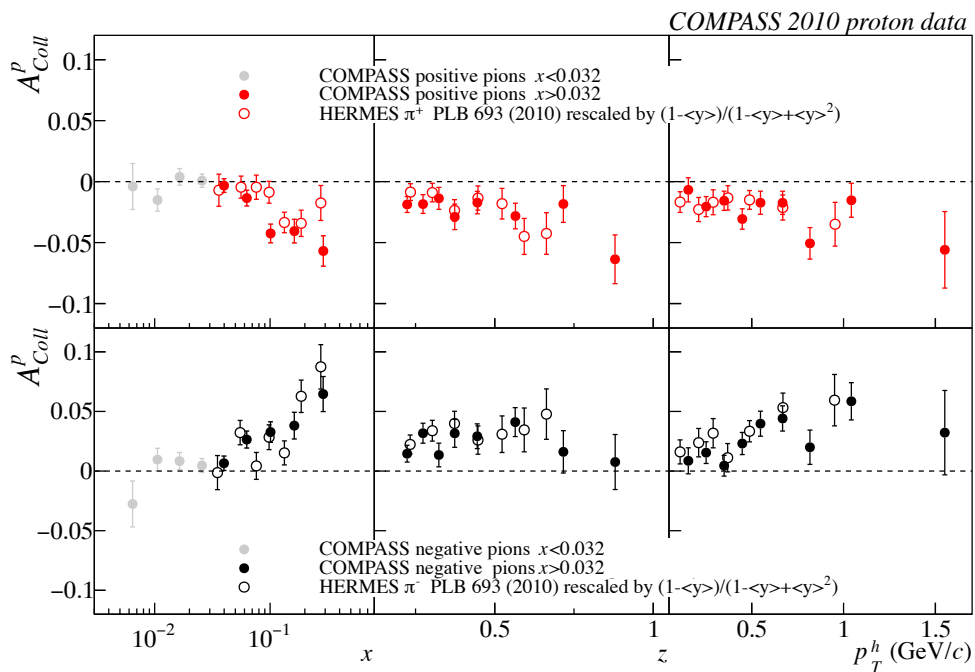 COMPASS 2010 proton data
A^p_Coll
0.1
0.05
0
−0.05
−0.1
COMPASS positive pions x<0.032
COMPASS positive pions x>0.032
HERMES π⁺ PLB 693 (2010) rescaled by (1-<y>)/(1-<y>+<y>²)
A^p_Coll
0.1
0.05
0
−0.05
−0.1
COMPASS negative pions x<0.032
COMPASS negative pions x>0.032
HERMES π⁻ PLB 693 (2010) rescaled by (1-<y>)/(1-<y>+<y>²)
10⁻² 10⁻¹ 0.5 1 0.5 1 1.5
x z p_T^h (GeV/c)